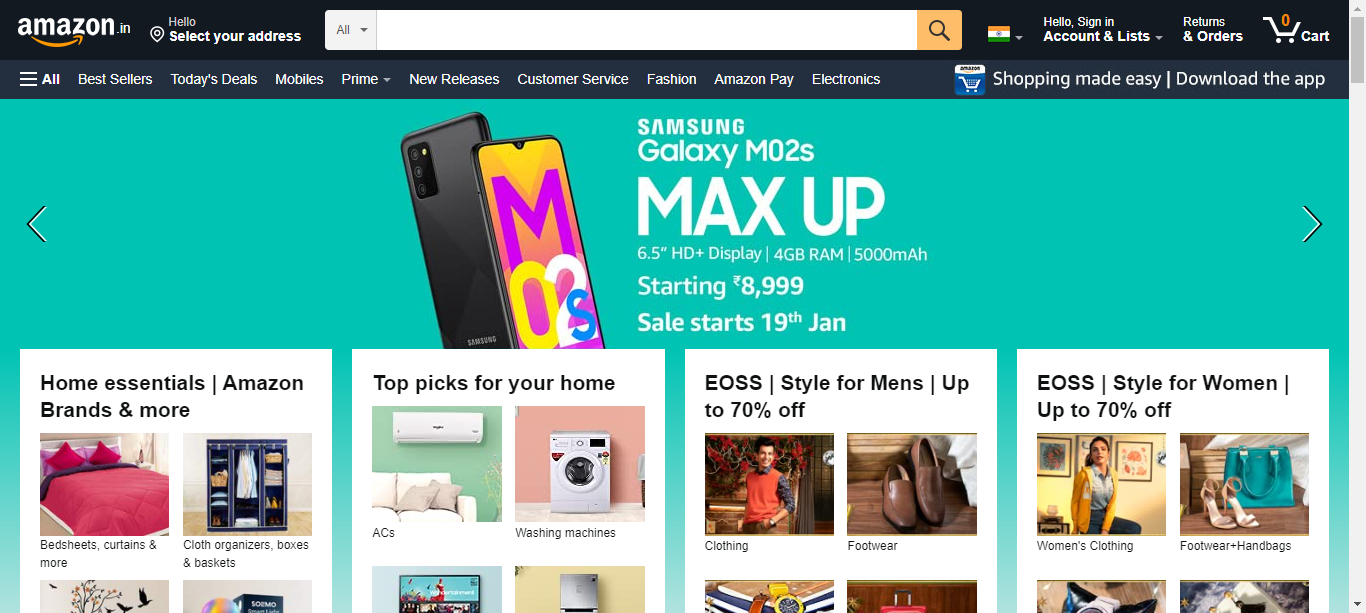 amazon.in
Hello
Select your address
All
Hello, Sign in
Account & Lists
Returns
& Orders
0
Cart
All
Best Sellers
Today's Deals
Mobiles
Prime
New Releases
Customer Service
Fashion
Amazon Pay
Electronics
amazon
Shopping made easy | Download the app
SAMSUNG
Galaxy M02s
MAX UP
6.5” HD+ Display | 4GB RAM | 5000mAh
Starting ₹8,999
Sale starts 19th Jan
M
02s
SAMSUNG
Home essentials | Amazon
Brands & more
Bedsheets, curtains &
more
Cloth organizers, boxes
& baskets
Top picks for your home
ACs
Washing machines
EOSS | Style for Mens | Up
to 70% off
Clothing
Footwear
EOSS | Style for Women |
Up to 70% off
Women's Clothing
Footwear+Handbags